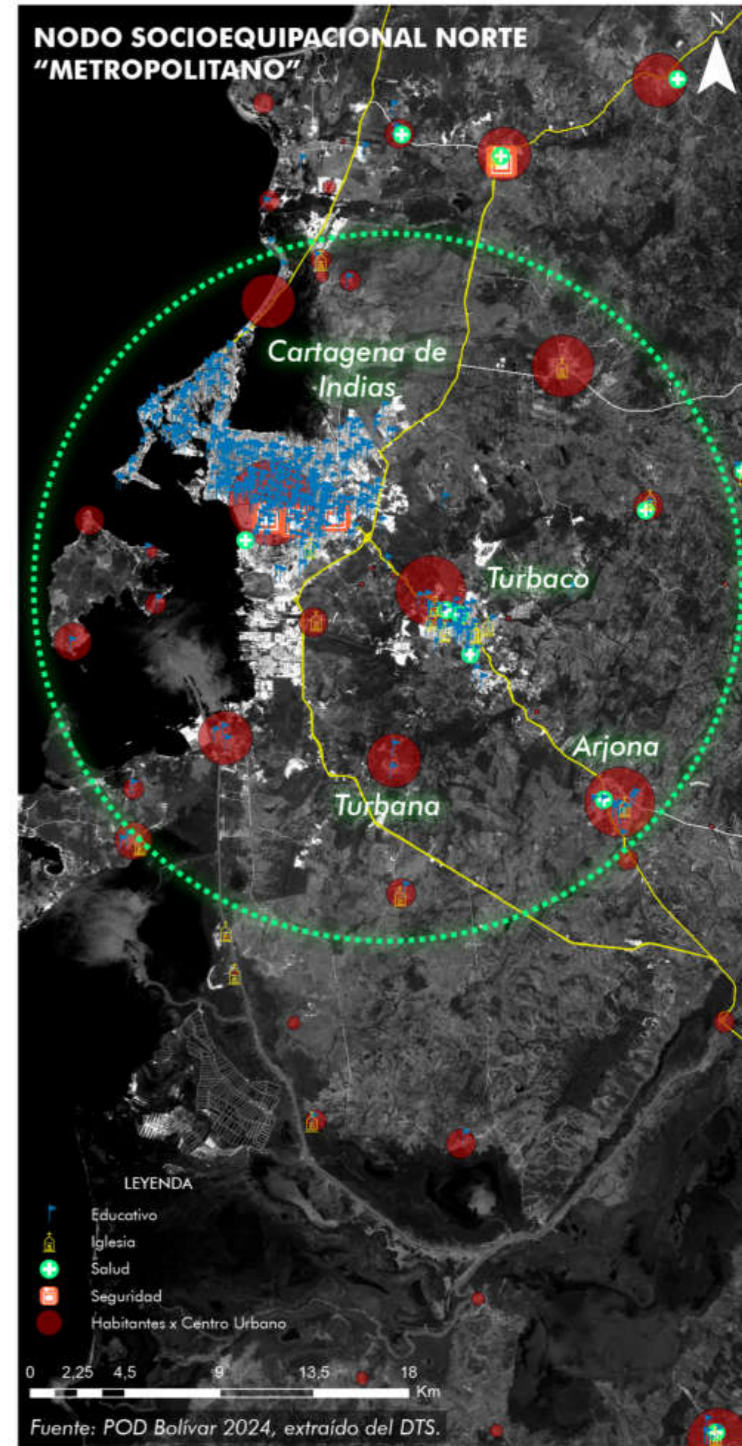 NODO SOCIOEQUIPACIONAL NORTE
“METROPOLITANO”
N
Cartagena de
Indias
Turbaco
Arjona
Turbana
LEYENDA
Educativo
Iglesia
Salud
Seguridad
Habitantes x Centro Urbano
0 2,25 4,5 9 13,5 18
Km
Fuente: POD Bolívar 2024, extraído del DTS.